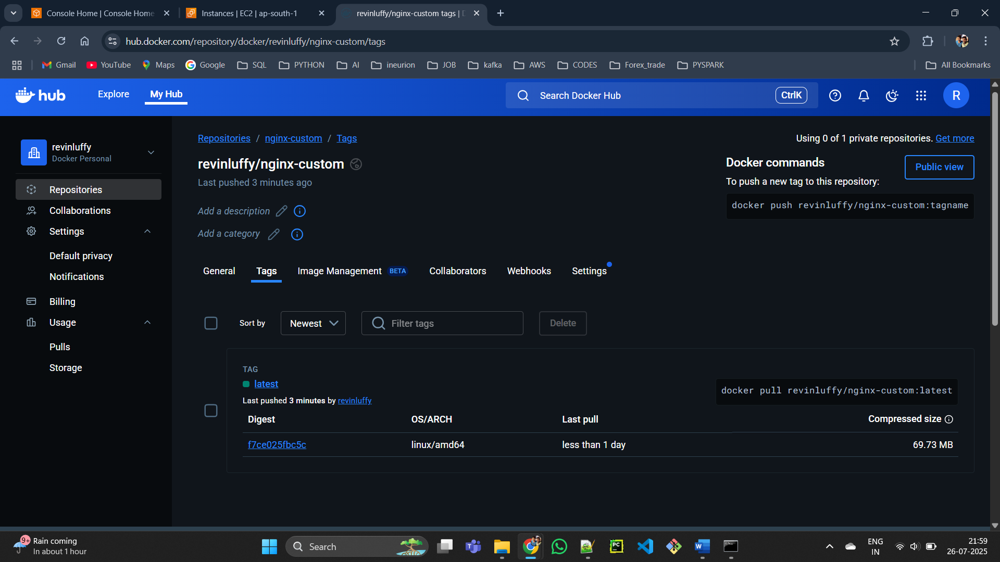 Console Home | Console Home
Instances | EC2 | ap-south-1
revinluffy/nginx-custom tags | D
hub.docker.com/repository/docker/revinluffy/nginx-custom/tags
Gmail
YouTube
Maps
Google
SQL
PYTHON
AI
ineurion
JOB
kafka
AWS
CODES
Forex_trade
PYSPARK
All Bookmarks
hub
Explore
My Hub
Search Docker Hub
CtrlK
R
revinluffy
Docker Personal
Repositories
Collaborations
Settings
Default privacy
Notifications
Billing
Usage
Pulls
Storage
Repositories / nginx-custom / Tags
Using 0 of 1 private repositories. Get more
revinluffy/nginx-custom
Last pushed 3 minutes ago
Add a description
Add a category
Docker commands
Public view
To push a new tag to this repository:
docker push revinluffy/nginx-custom:tagname
General
Tags
Image Management BETA
Collaborators
Webhooks
Settings
Sort by
Newest
Filter tags
Delete
TAG
latest
Last pushed 3 minutes by revinluffy
docker pull revinluffy/nginx-custom:latest
Digest
OS/ARCH
Last pull
Compressed size
f7ce025fbc5c
linux/amd64
less than 1 day
69.73 MB
9+
Rain coming
In about 1 hour
Search
PC
W
ENG
IN
21:59
26-07-2025